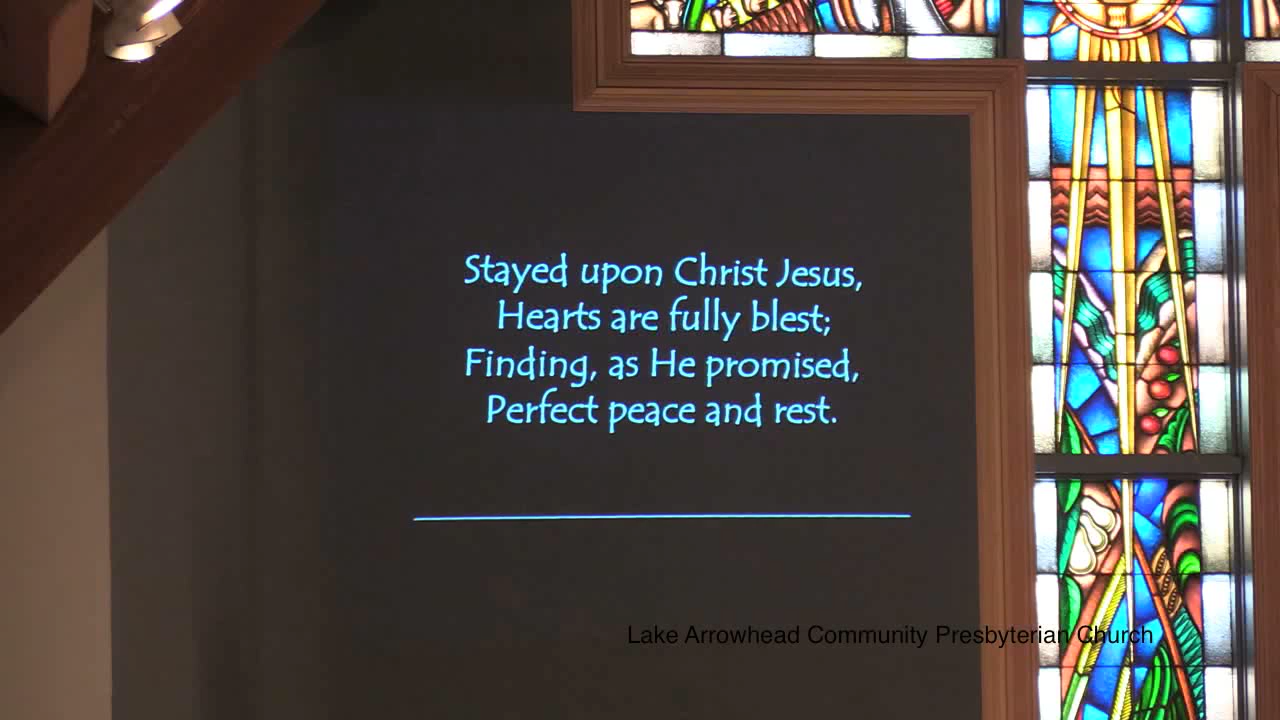 Stayed upon Christ Jesus,
Hearts are fully blest;
Finding, as He promised,
Perfect peace and rest.
Lake Arrowhead Community Presbyterian Church